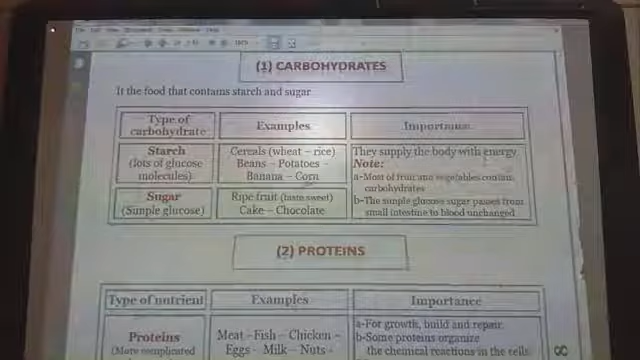 (1) CARBOHYDRATES
It the food that contains starch and sugar
Type of carbohydrate
Examples
Importance
Starch
(lots of glucose molecules)
Cereals (wheat – rice)
Beans – Potatoes –
Banana – Corn
They supply the body with energy
Note:
a-Most of fruit and vegetables contain
carbohydrates
b-The simple glucose sugar passes from
small intestine to blood unchanged
Sugar
(Simple glucose)
Ripe fruit (taste sweet)
Cake – Chocolate
(2) PROTEINS
Type of nutrient
Examples
Importance
Proteins
(More complicated
Meat –Fish – Chicken –
Eggs – Milk – Nuts –
a-For growth, build and repair.
b-Some proteins organize
the chemical reactions in the cells
8